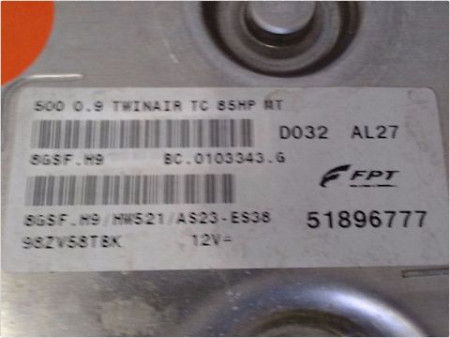 500 0.9 TWINAIR TC 85HP MT
D032 AL27
8GSF.M9 BC.0103343.G
FPT
8GSF.M9/HW521/AS23-ES38
51896777
98ZV58TBK 12V=